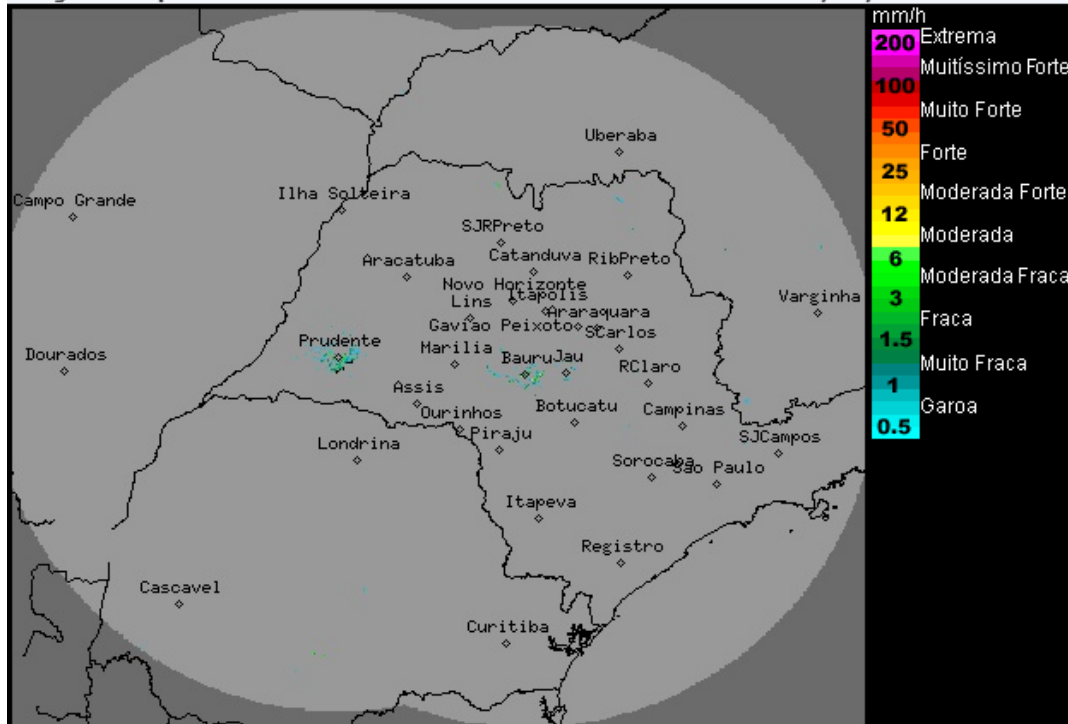 mm/h
200 Extrema
Muitíssimo Forte
100
Muito Forte
50
Forte
25
Moderada Forte
12
Moderada
6
Moderada Fraca
3
Fraca
1.5
Muito Fraca
1
Garoa
0.5
Uberaba
Campo Grande
Ilha Solteira
SJRPreto
Aracatuba
Catanduva
RibPreto
Novo Horizonte
Lins
Itapolis
Araraquara
Varginha
Gaviao Peixoto
SCarlos
Prudente
Dourados
Marilia
Bauru
Jau
RClaro
Assis
Ourinhos
Botucatu
Campinas
Londrina
Piraju
SJCampos
Sorocaba
Sao Paulo
Itapeva
Registro
Cascavel
Curitiba